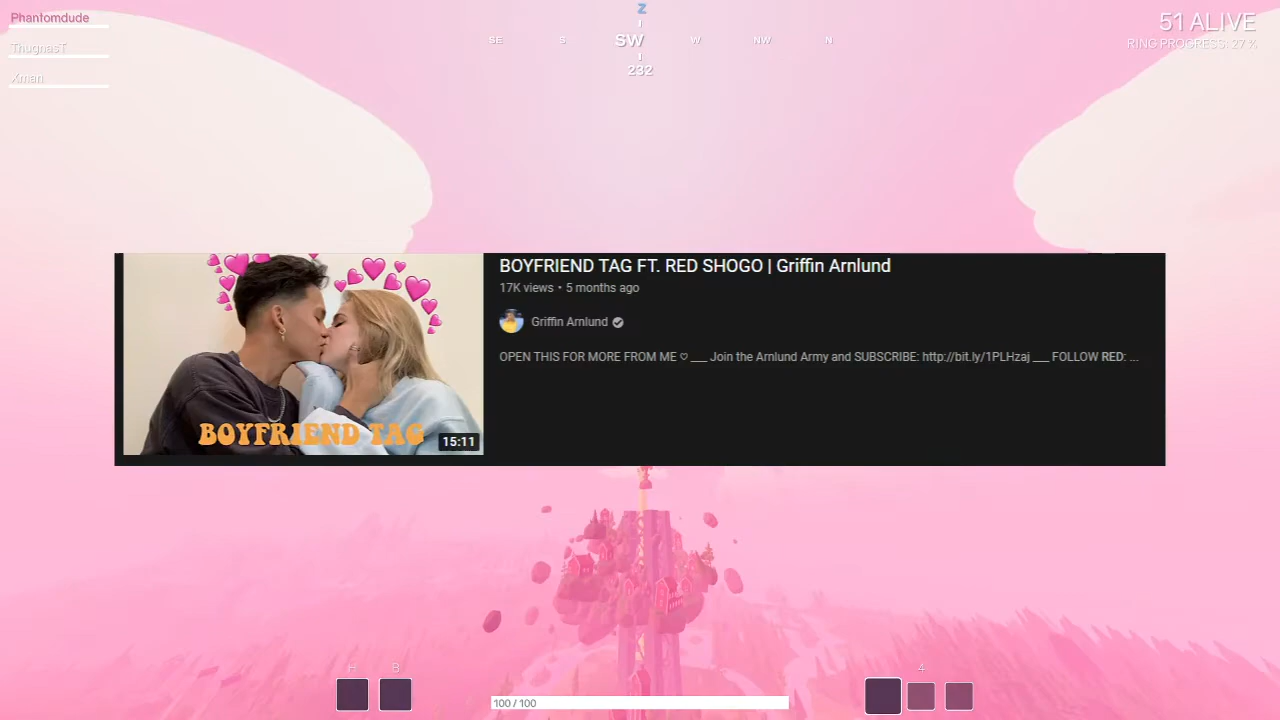 Phantomdude
ThugnasT
Xman
Z
SE S SW W NW N
232
51 ALIVE
RING PROGRESS: 27 %
BOYFRIEND TAG
15:11
BOYFRIEND TAG FT. RED SHOGO | Griffin Arnlund
17K views • 5 months ago
Griffin Arnlund
OPEN THIS FOR MORE FROM ME ♡ ___ Join the Arnlund Army and SUBSCRIBE: http://bit.ly/1PLHzaj ___ FOLLOW RED: ...
H B
4
100 / 100